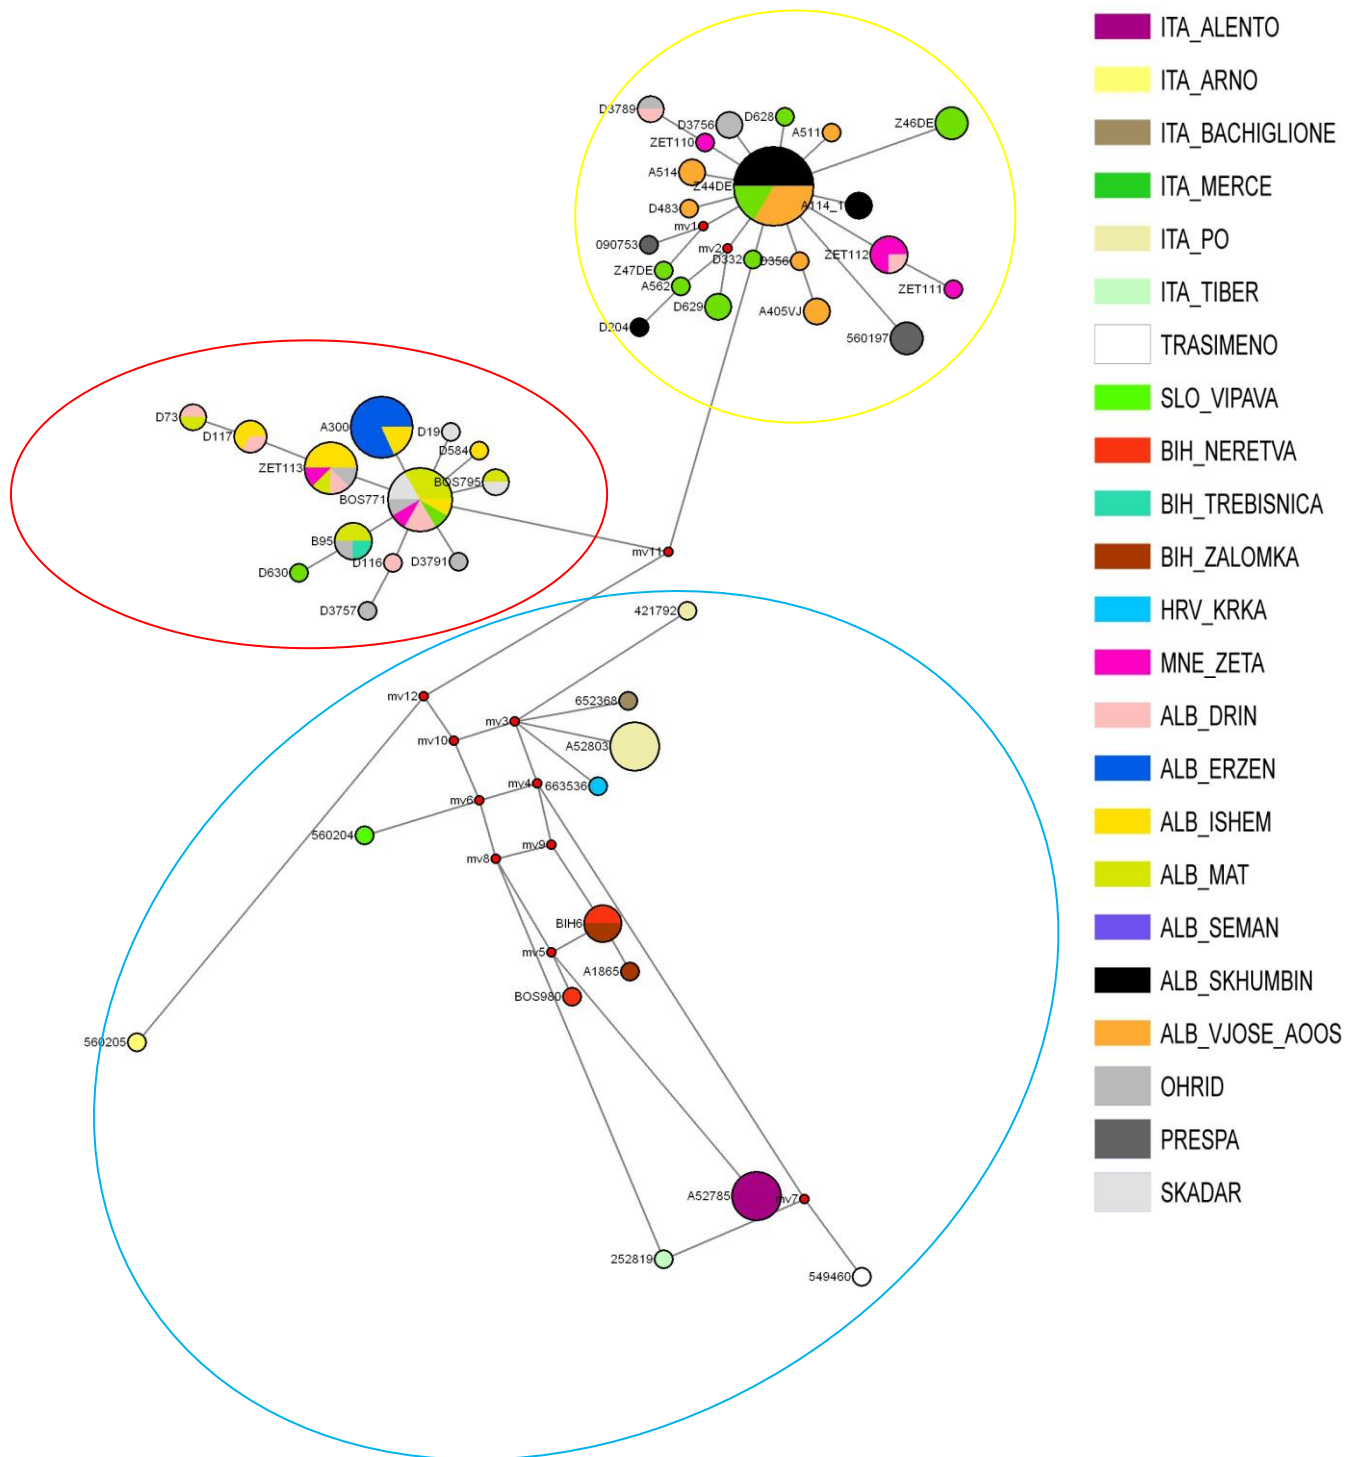 ITA_ALENTO
ITA_ARNO
ITA_BACHIGLIONE
ITA_MERCE
ITA_PO
ITA_TIBER
TRASIMENO
SLO_VIPAVA
BIH_NERETVA
BIH_TREBISNICA
BIH_ZALOMKA
HRV_KRKA
MNE_ZETA
ALB_DRIN
ALB_ERZEN
ALB_ISHEM
ALB_MAT
ALB_SEMAN
ALB_SKHUMBIN
ALB_VJOSE_AOOS
OHRID
PRESPA
SKADAR
D3789
D3756
D628
A511
Z46DE
ZET110
A514
Z44DE
A114_1
D483
mv1
090753
mv2
D332
D356
ZET112
Z47DE
A562
ZET111
D629
A405VJ
D204
560197
D73
D117
A300
D19
D584
ZET113
BOS795
BOS771
B95
D116
D3791
D630
D3757
mv11
421792
mv12
652368
mv3
mv10
A52803
mv4
663536
mv6
560204
mv9
mv8
BIH6
mv5
A1865
BOS980
560205
A52785
mv7
252819
549460